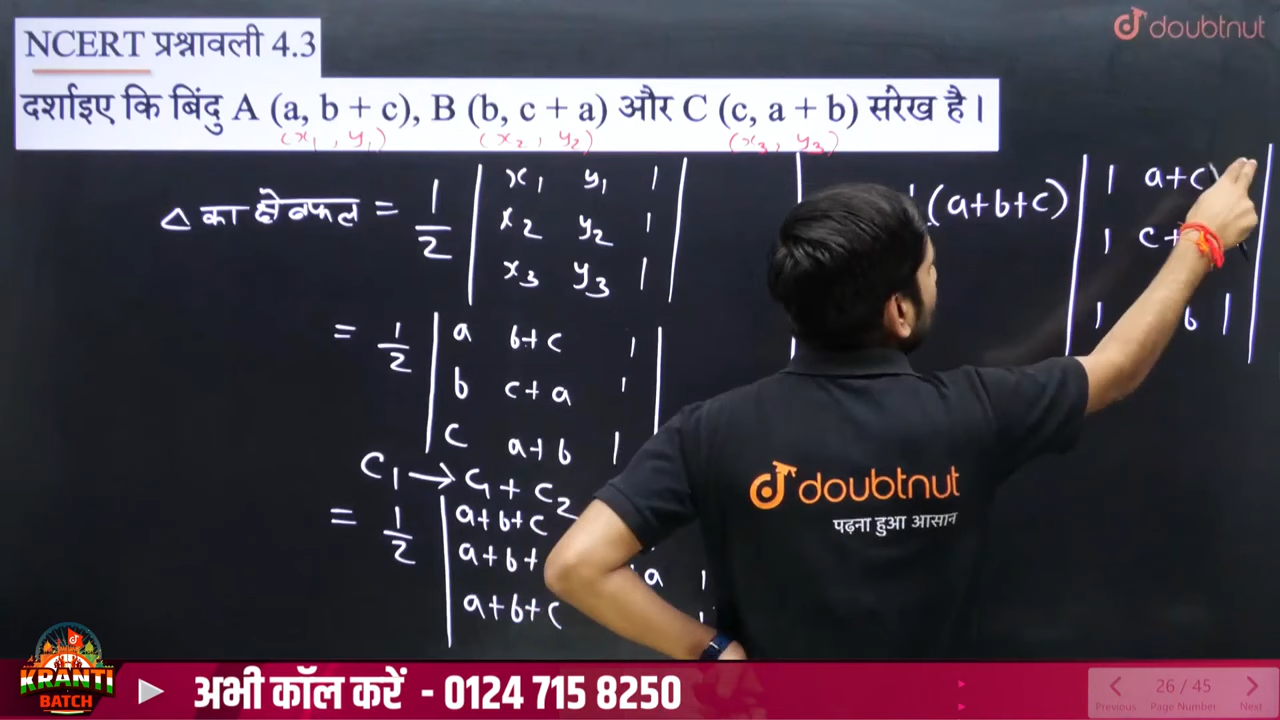 doubtnut
NCERT प्रश्नावली 4.3
दर्शाइए कि बिंदु A (a, b + c), B (b, c + a) और C (c, a + b) संरेख है।
(x₁, y₁) (x₂, y₂) (x₃, y₃)
△ का क्षेत्रफल = 1/2 | x₁ y₁ 1
x₂ y₂ 1
x₃ y₃ 1 |
= 1/2 | a b+c 1
b c+a 1
c a+b 1 |
C₁ → C₁ + C₂
= 1/2 | a+b+c
a+b+ a 1
a+b+c
(a+b+c) | 1 a+c
1 c+
1 b 1 |
doubtnut
पढ़ना हुआ आसान
KRANTI
BATCH
अभी कॉल करें - 0124 715 8250
26 / 45
Previous Page Number Next